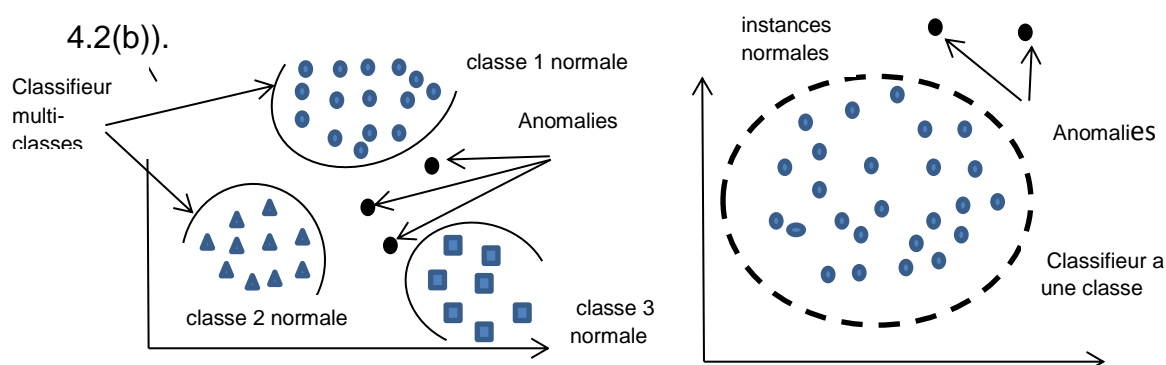 4.2(b)).
Classifieur
multi-
classes
classe 1 normale
Anomalies
classe 2 normale
classe 3
normale
instances
normales
Anomalies
Classifieur a
une classe